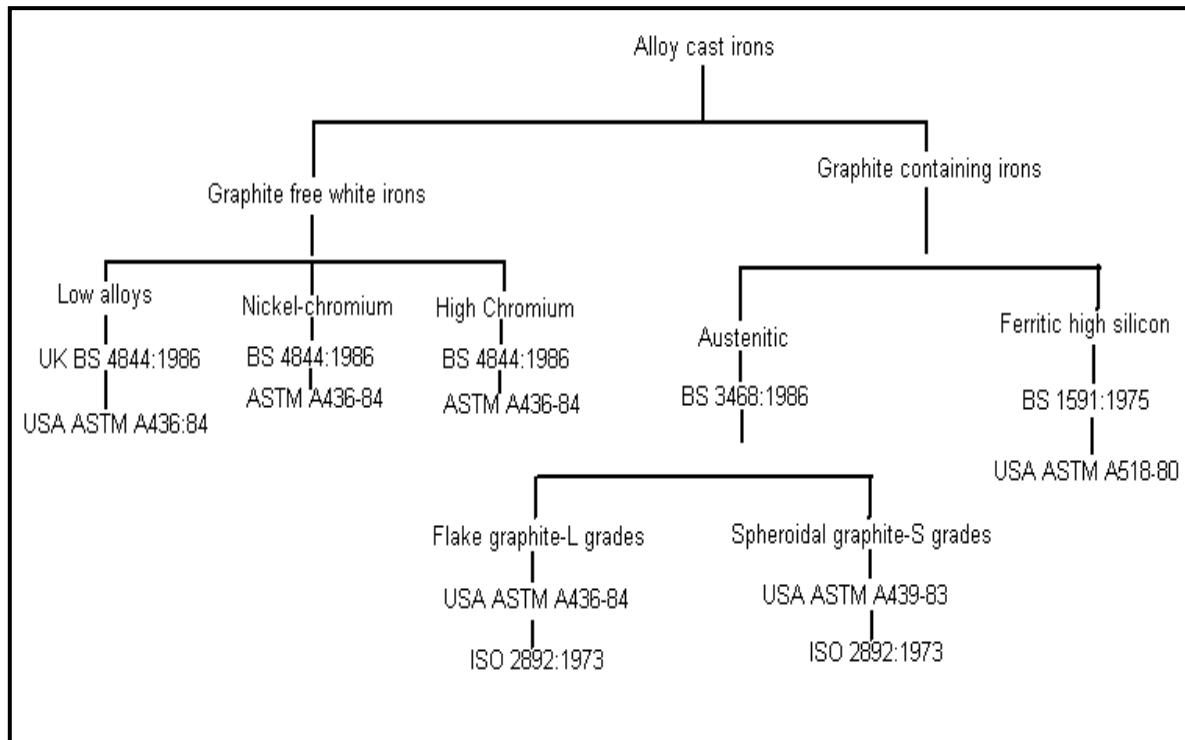 Alloy cast irons
Graphite containing irons
Graphite free white irons
Low alloys
Nickel-chromium
High Chromium
UK BS 4844:1986
BS 4844:1986
BS 4844:1986
USA ASTM A436:84
ASTM A436-84
ASTM A436-84
Austenitic
Ferritic high silicon
BS 3468:1986
BS 1591:1975
USA ASTM A518-80
Flake graphite-L grades
Spheroidal graphite-S grades
USA ASTM A436-84
USA ASTM A439-83
ISO 2892:1973
ISO 2892:1973